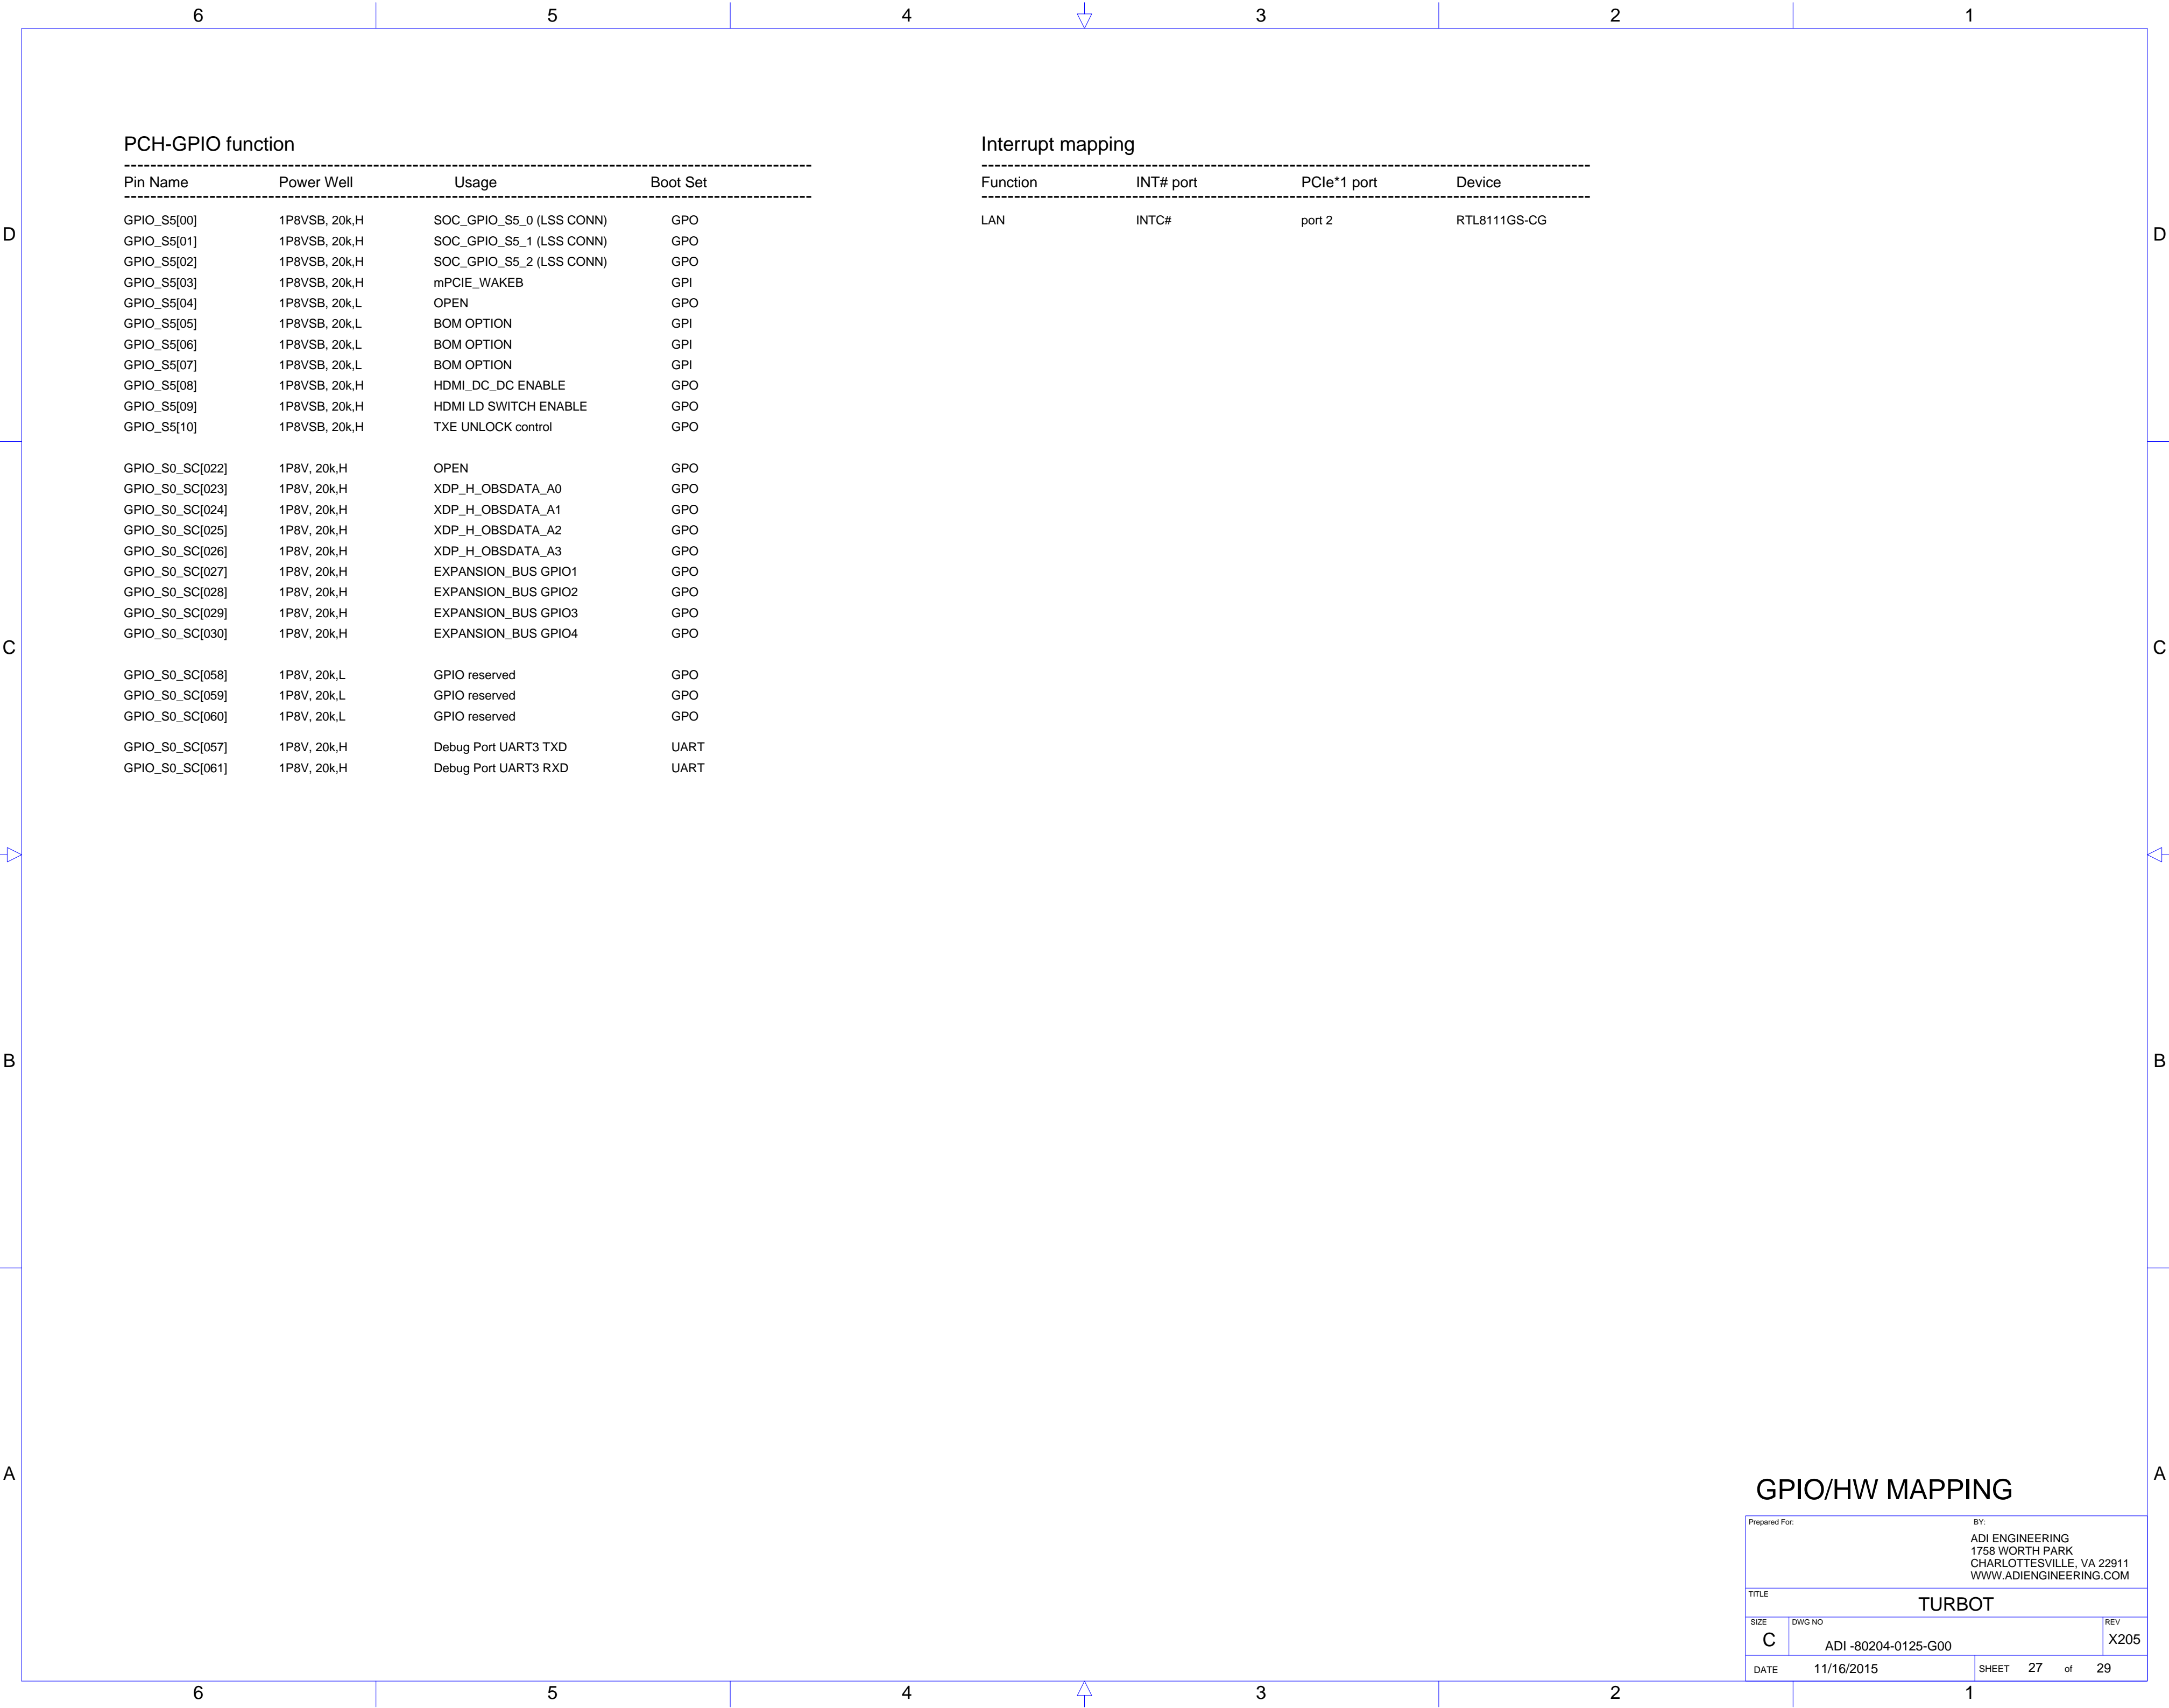 6 5 4 3 2 1
PCH-GPIO function
Pin Name Power Well Usage Boot Set
GPIO_S5[00] 1P8VSB, 20k,H SOC_GPIO_S5_0 (LSS CONN) GPO
GPIO_S5[01] 1P8VSB, 20k,H SOC_GPIO_S5_1 (LSS CONN) GPO
GPIO_S5[02] 1P8VSB, 20k,H SOC_GPIO_S5_2 (LSS CONN) GPO
GPIO_S5[03] 1P8VSB, 20k,H mPCIE_WAKEB GPI
GPIO_S5[04] 1P8VSB, 20k,L OPEN GPO
GPIO_S5[05] 1P8VSB, 20k,L BOM OPTION GPI
GPIO_S5[06] 1P8VSB, 20k,L BOM OPTION GPI
GPIO_S5[07] 1P8VSB, 20k,L BOM OPTION GPI
GPIO_S5[08] 1P8VSB, 20k,H HDMI_DC_DC ENABLE GPO
GPIO_S5[09] 1P8VSB, 20k,H HDMI LD SWITCH ENABLE GPO
GPIO_S5[10] 1P8VSB, 20k,H TXE UNLOCK control GPO
GPIO_S0_SC[022] 1P8V, 20k,H OPEN GPO
GPIO_S0_SC[023] 1P8V, 20k,H XDP_H_OBSDATA_A0 GPO
GPIO_S0_SC[024] 1P8V, 20k,H XDP_H_OBSDATA_A1 GPO
GPIO_S0_SC[025] 1P8V, 20k,H XDP_H_OBSDATA_A2 GPO
GPIO_S0_SC[026] 1P8V, 20k,H XDP_H_OBSDATA_A3 GPO
GPIO_S0_SC[027] 1P8V, 20k,H EXPANSION_BUS GPIO1 GPO
GPIO_S0_SC[028] 1P8V, 20k,H EXPANSION_BUS GPIO2 GPO
GPIO_S0_SC[029] 1P8V, 20k,H EXPANSION_BUS GPIO3 GPO
GPIO_S0_SC[030] 1P8V, 20k,H EXPANSION_BUS GPIO4 GPO
GPIO_S0_SC[058] 1P8V, 20k,L GPIO reserved GPO
GPIO_S0_SC[059] 1P8V, 20k,L GPIO reserved GPO
GPIO_S0_SC[060] 1P8V, 20k,L GPIO reserved GPO
GPIO_S0_SC[057] 1P8V, 20k,H Debug Port UART3 TXD UART
GPIO_S0_SC[061] 1P8V, 20k,H Debug Port UART3 RXD UART
Interrupt mapping
Function INT# port PCIe*1 port Device
LAN INTC# port 2 RTL8111GS-CG
D D
C C
B B
A A
GPIO/HW MAPPING
Prepared For: BY:
ADI ENGINEERING
1758 WORTH PARK
CHARLOTTESVILLE, VA 22911
WWW.ADIENGINEERING.COM
TITLE
TURBOT
SIZE DWG NO REV
C ADI -80204-0125-G00 X205
DATE 11/16/2015 SHEET 27 of 29
6 5 4 3 2 1